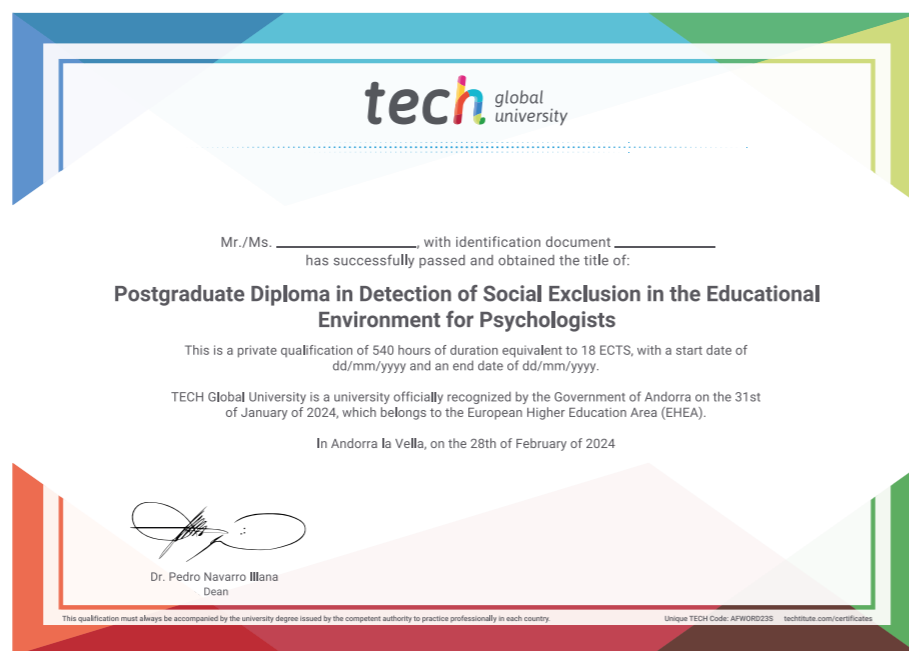 tech global
university
Mr./Ms. ____________, with identification document ____________
has successfully passed and obtained the title of:
Postgraduate Diploma in Detection of Social Exclusion in the Educational
Environment for Psychologists
This is a private qualification of 540 hours of duration equivalent to 18 ECTS, with a start date of
dd/mm/yyyy and an end date of dd/mm/yyyy.
TECH Global University is a university officially recognized by the Government of Andorra on the 31st
of January of 2024, which belongs to the European Higher Education Area (EHEA).
In Andorra la Vella, on the 28th of February of 2024
Dr. Pedro Navarro Illana
Dean
This qualification must always be accompanied by the university degree issued by the competent authority to practice professionally in each country.
Unique TECH Code: AFWORD23S techtitute.com/certificates